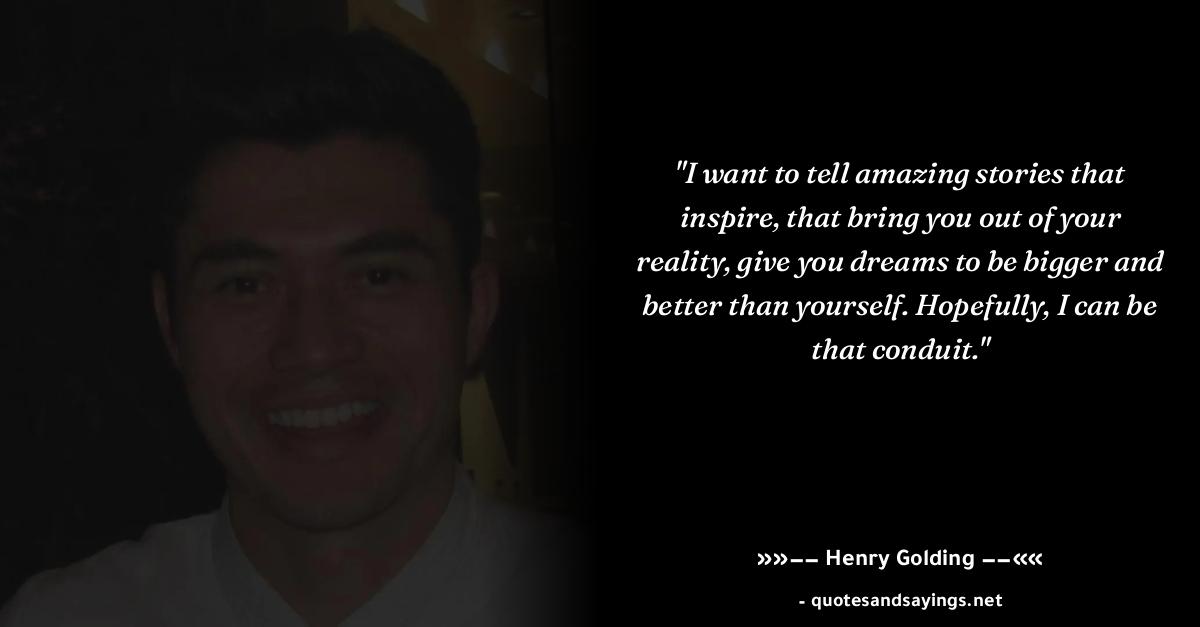 "I want to tell amazing stories that
inspire, that bring you out of your
reality, give you dreams to be bigger and
better than yourself. Hopefully, I can be
that conduit."
»»–– Henry Golding ––««
- quotesandsayings.net